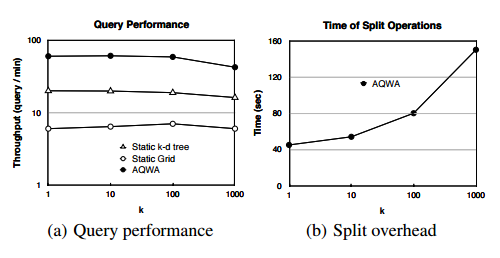 Query Performance
Throughput (query / min)
100
10
1
Static k-d tree
Static Grid
AQWA
1 10 100 1000
k
(a) Query performance
Time of Split Operations
Time (sec)
160
120
80
40
0
AQWA
1 10 100 1000
k
(b) Split overhead